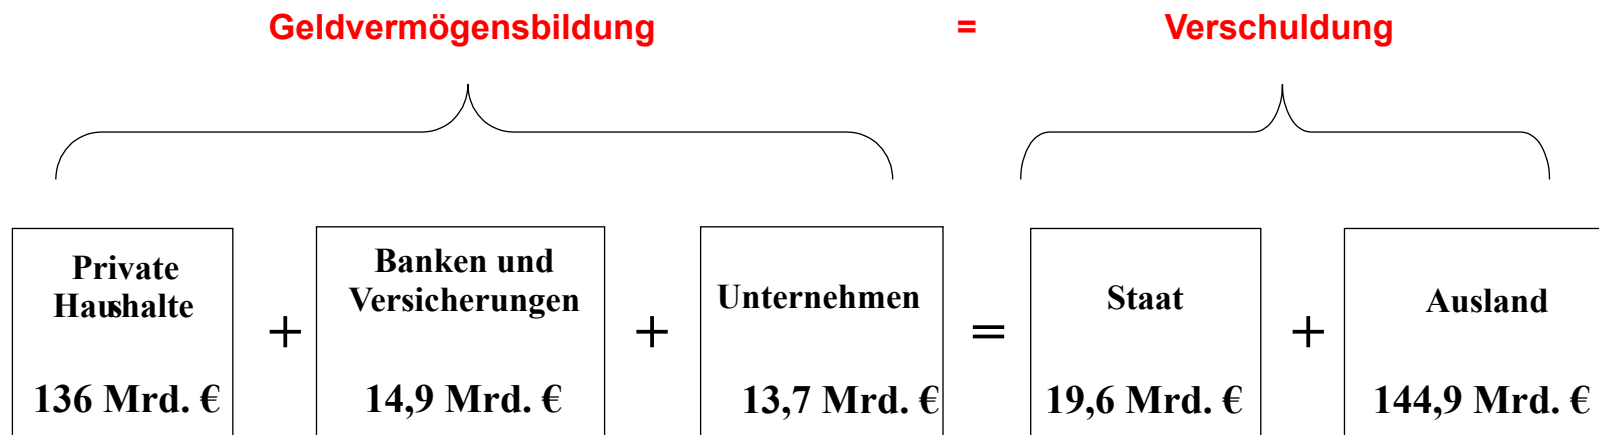 Geldvermögensbildung = Verschuldung
Private
Haushalte
+
Banken und
Versicherungen
+
Unternehmen
=
Staat
+
Ausland
136 Mrd. €
14,9 Mrd. €
13,7 Mrd. €
19,6 Mrd. €
144,9 Mrd. €